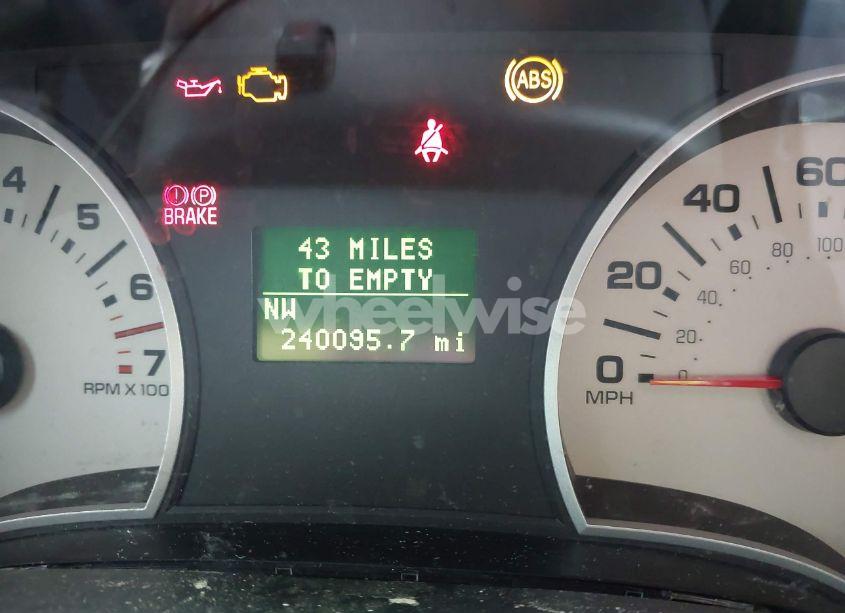 ABS
P
BRAKE
4
5
6
7
RPM X 100
43 MILES
TO EMPTY
NW
240095.7 mi
wheelwise
0
20
40
60
MPH
0
20
40
60
80
100